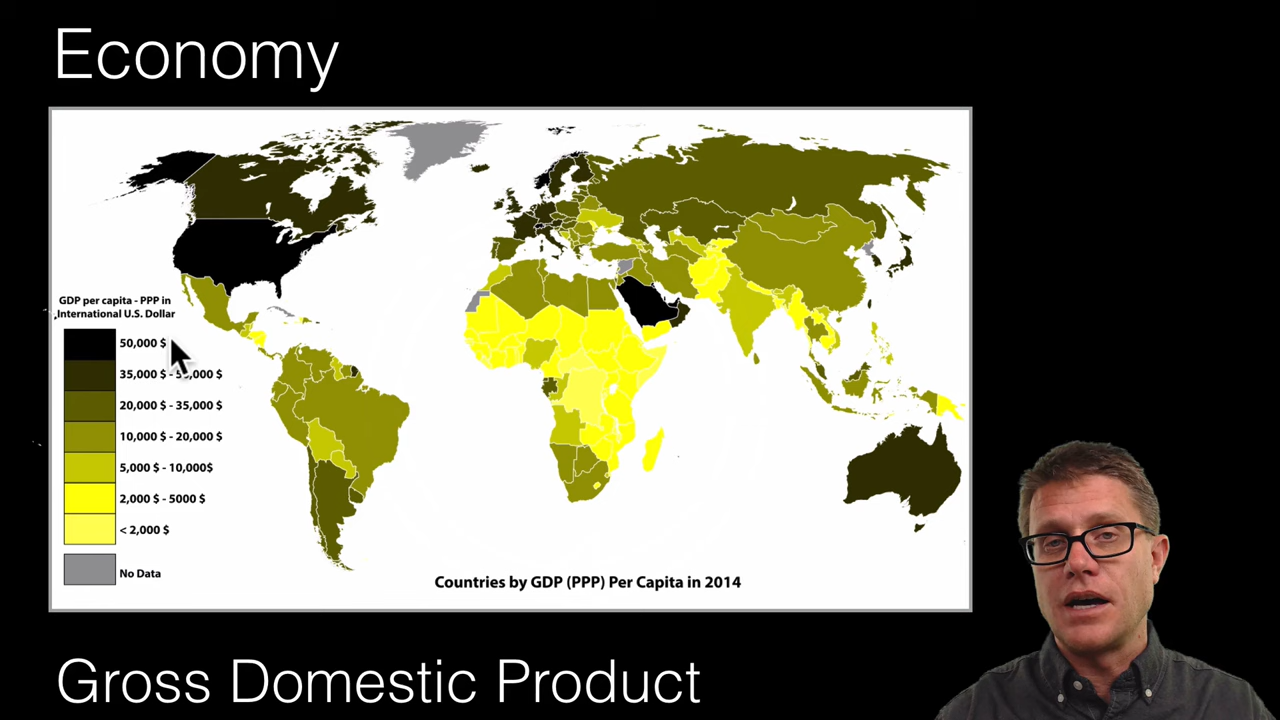 Economy
GDP per capita - PPP in
International U.S. Dollar
50,000 $
35,000 $ - 50,000 $
20,000 $ - 35,000 $
10,000 $ - 20,000 $
5,000 $ - 10,000$
2,000 $ - 5000 $
< 2,000 $
No Data
Countries by GDP (PPP) Per Capita in 2014
Gross Domestic Product